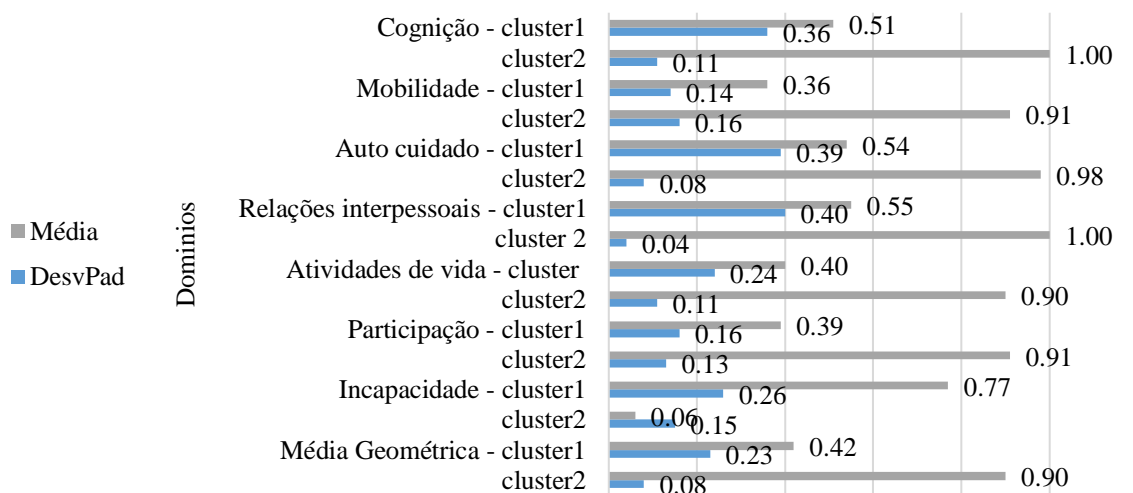 Cognição - cluster1 0.51
0.36
cluster2 1.00
0.11
Mobilidade - cluster1 0.36
0.14
cluster2 0.91
0.16
Auto cuidado - cluster1 0.54
0.39
cluster2 0.98
0.08
Relações interpessoais - cluster1 0.55
0.40
cluster 2 1.00
0.04
Atividades de vida - cluster 0.40
0.24
cluster2 0.90
0.11
Participação - cluster1 0.39
0.16
cluster2 0.91
0.13
Incapacidade - cluster1 0.77
0.26
cluster2 0.06
0.15
Média Geométrica - cluster1 0.42
0.23
cluster2 0.90
0.08
Dominios
Média
DesvPad